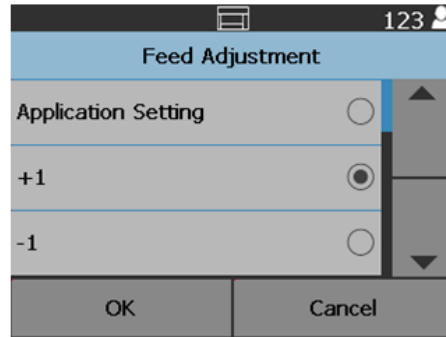 123
Feed Adjustment
Application Setting
+1
-1
OK
Cancel